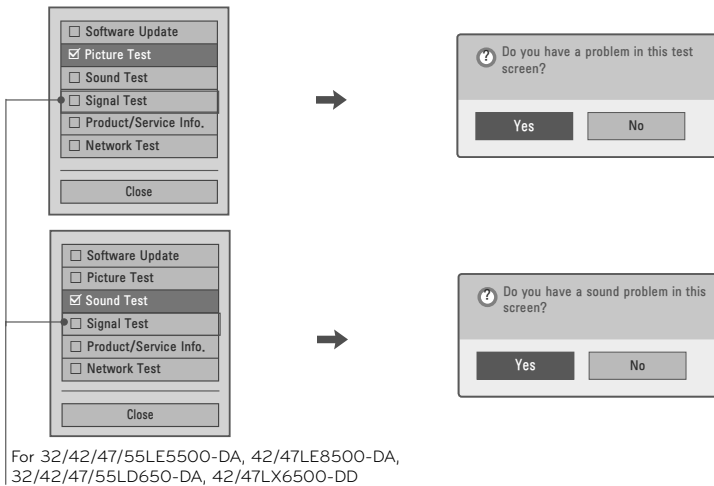 Software Update
Picture Test
Sound Test
Signal Test
Product/Service Info.
Network Test
Close
? Do you have a problem in this test
screen?
Yes No
Software Update
Picture Test
Sound Test
Signal Test
Product/Service Info.
Network Test
Close
? Do you have a sound problem in this
screen?
Yes No
For 32/42/47/55LE5500-DA, 42/47LE8500-DA,
32/42/47/55LD650-DA, 42/47LX6500-DD